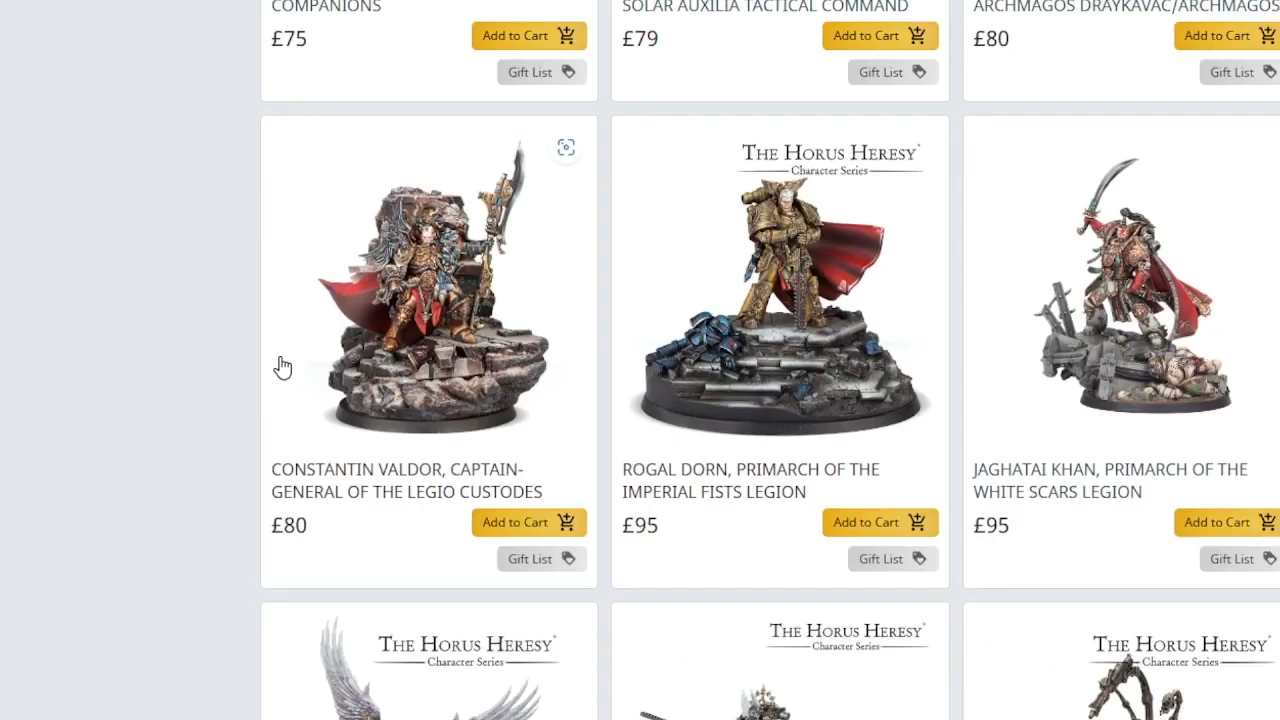 COMPANIONS
£75
Add to Cart
Gift List
SOLAR AUXILIA TACTICAL COMMAND
£79
Add to Cart
Gift List
ARCHMAGOS DRAYKAVAC/ARCHMAGOS
£80
Add to Cart
Gift List
CONSTANTIN VALDOR, CAPTAIN-
GENERAL OF THE LEGIO CUSTODES
£80
Add to Cart
Gift List
THE HORUS HERESY
Character Series
ROGAL DORN, PRIMARCH OF THE
IMPERIAL FISTS LEGION
£95
Add to Cart
Gift List
JAGHATAI KHAN, PRIMARCH OF THE
WHITE SCARS LEGION
£95
Add to Cart
Gift List
THE HORUS HERESY
Character Series
THE HORUS HERESY
Character Series
THE HORUS HERESY
Character Series